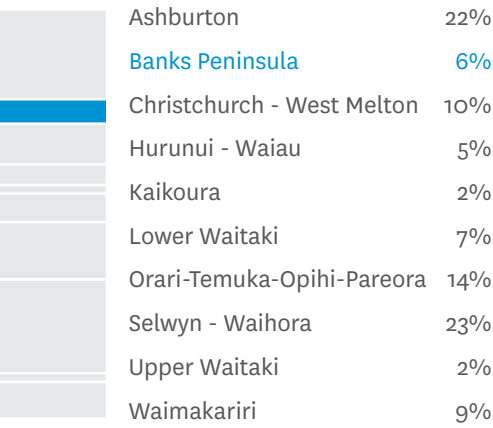 Ashburton 22%
Banks Peninsula 6%
Christchurch - West Melton 10%
Hurunui - Waiau 5%
Kaikoura 2%
Lower Waitaki 7%
Orari-Temuka-Opihi-Pareora 14%
Selwyn - Waihora 23%
Upper Waitaki 2%
Waimakariri 9%